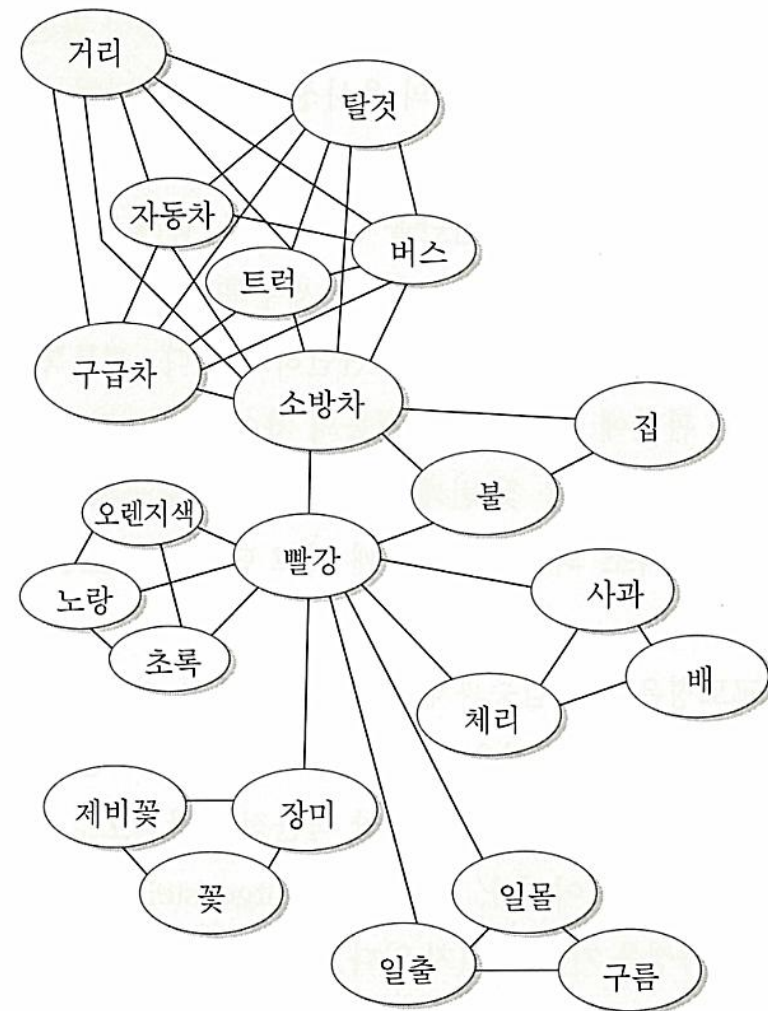 거리
탈것
자동차
버스
트럭
구급차
소방차
집
불
오렌지색
빨강
노랑
사과
초록
배
체리
제비꽃
장미
꽃
일몰
일출
구름